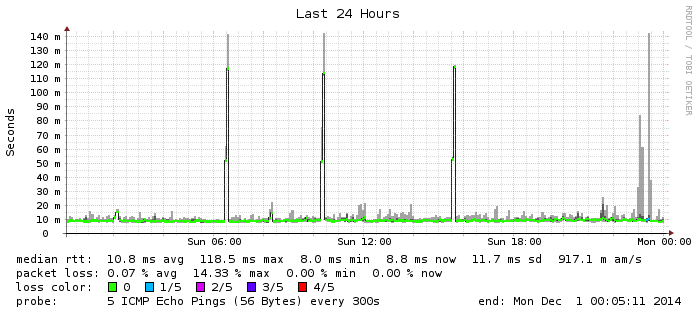 Last 24 Hours
RRDTOOL / TOBI OETIKER
Seconds
140 m
130 m
120 m
110 m
100 m
90 m
80 m
70 m
60 m
50 m
40 m
30 m
20 m
10 m
0
Sun 06:00 Sun 12:00 Sun 18:00 Mon 00:00
median rtt: 10.8 ms avg 118.5 ms max 8.0 ms min 8.8 ms now 11.7 ms sd 917.1 m am/s
packet loss: 0.07 % avg 14.33 % max 0.00 % min 0.00 % now
loss color: 0 1/5 2/5 3/5 4/5
probe: 5 ICMP Echo Pings (56 Bytes) every 300s end: Mon Dec 1 00:05:11 2014